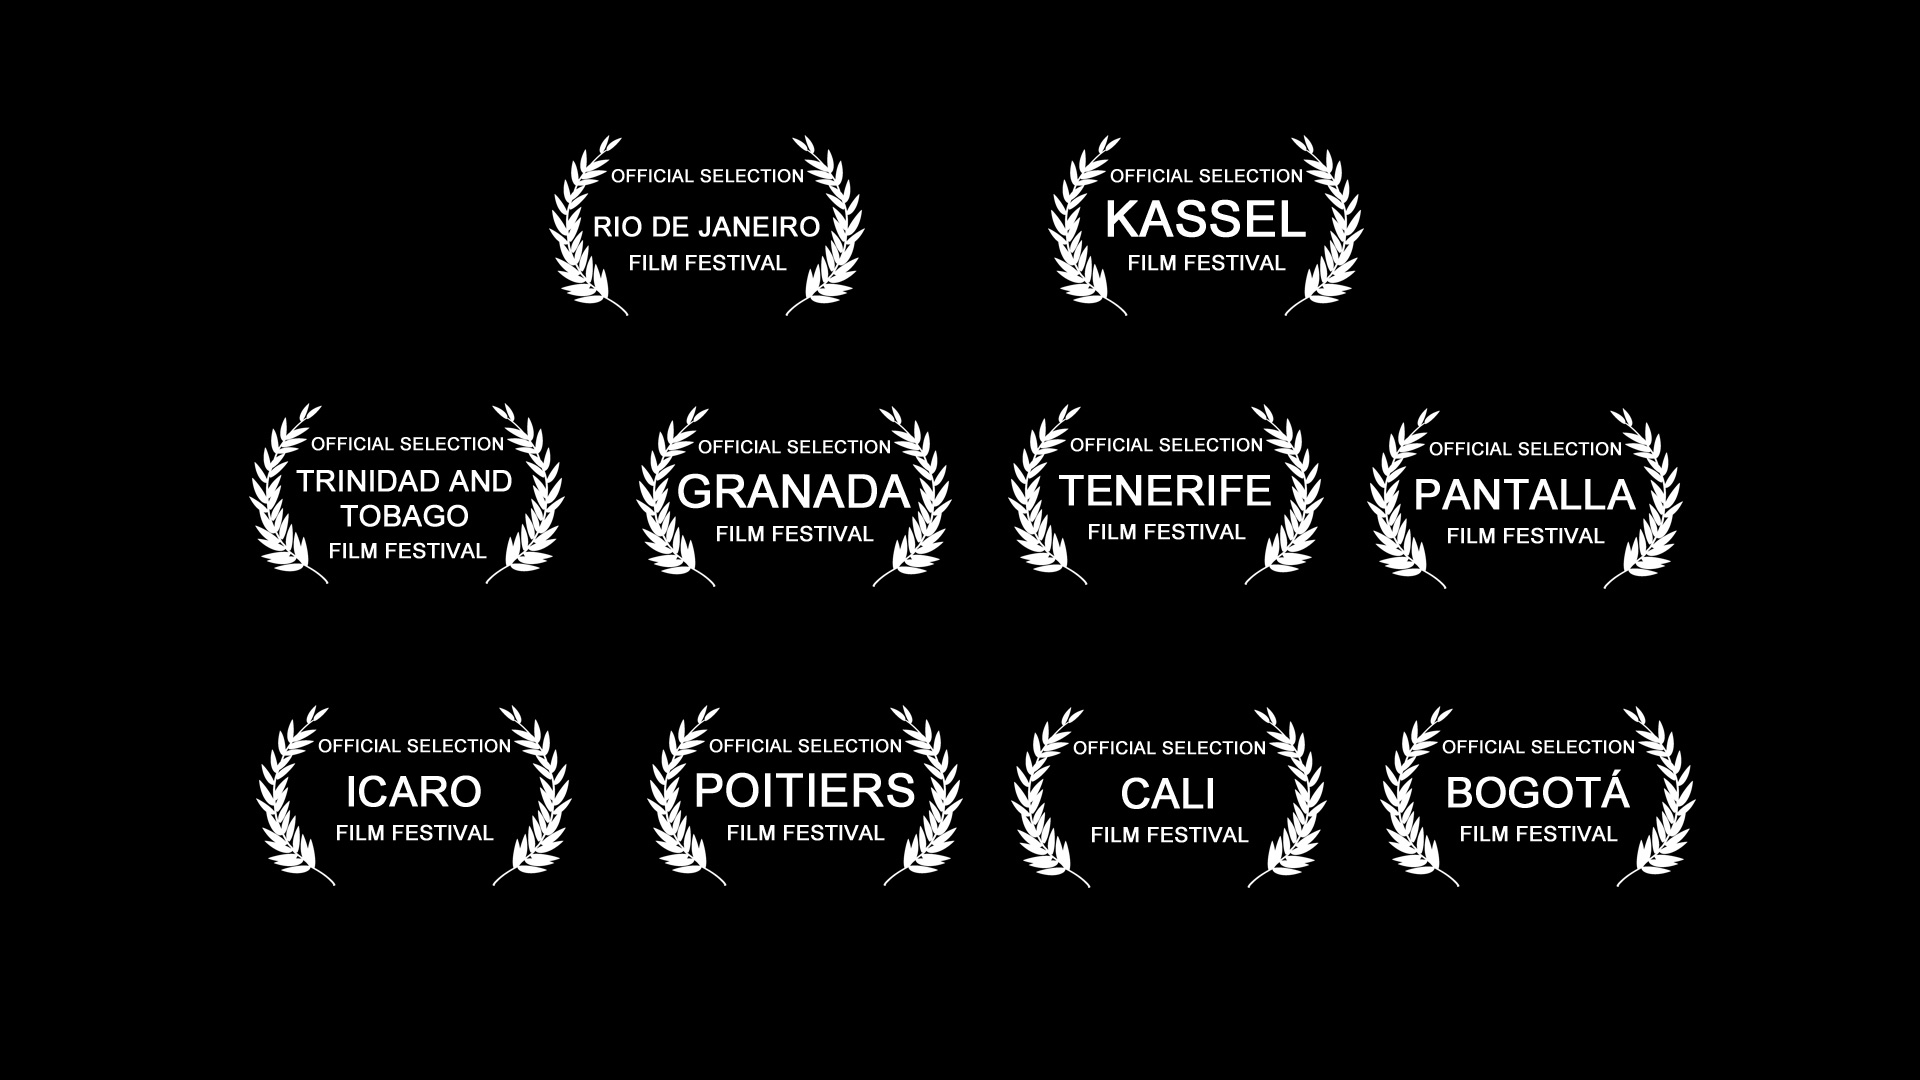 OFFICIAL SELECTION
RIO DE JANEIRO
FILM FESTIVAL
OFFICIAL SELECTION
KASSEL
FILM FESTIVAL
OFFICIAL SELECTION
TRINIDAD AND
TOBAGO
FILM FESTIVAL
OFFICIAL SELECTION
GRANADA
FILM FESTIVAL
OFFICIAL SELECTION
TENERIFE
FILM FESTIVAL
OFFICIAL SELECTION
PANTALLA
FILM FESTIVAL
OFFICIAL SELECTION
ICARO
FILM FESTIVAL
OFFICIAL SELECTION
POITIERS
FILM FESTIVAL
OFFICIAL SELECTION
CALI
FILM FESTIVAL
OFFICIAL SELECTION
BOGOTÁ
FILM FESTIVAL